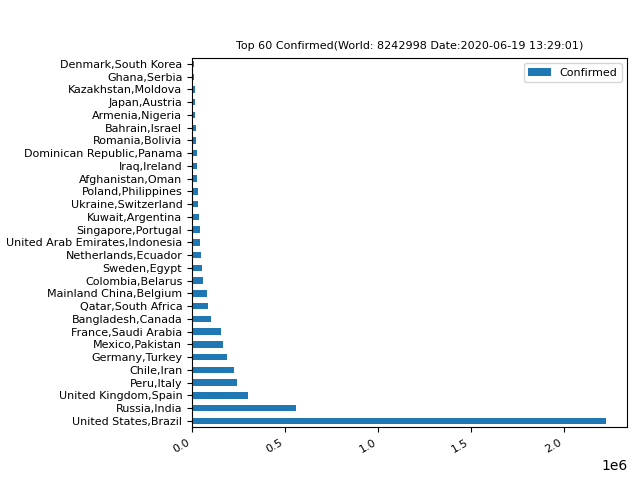 Top 60 Confirmed(World: 8242998 Date:2020-06-19 13:29:01)
Confirmed
Denmark,South Korea
Ghana,Serbia
Kazakhstan,Moldova
Japan,Austria
Armenia,Nigeria
Bahrain,Israel
Romania,Bolivia
Dominican Republic,Panama
Iraq,Ireland
Afghanistan,Oman
Poland,Philippines
Ukraine,Switzerland
Kuwait,Argentina
Singapore,Portugal
United Arab Emirates,Indonesia
Netherlands,Ecuador
Sweden,Egypt
Colombia,Belarus
Mainland China,Belgium
Qatar,South Africa
Bangladesh,Canada
France,Saudi Arabia
Mexico,Pakistan
Germany,Turkey
Chile,Iran
Peru,Italy
United Kingdom,Spain
Russia,India
United States,Brazil
0.0 0.5 1.0 1.5 2.0
1e6